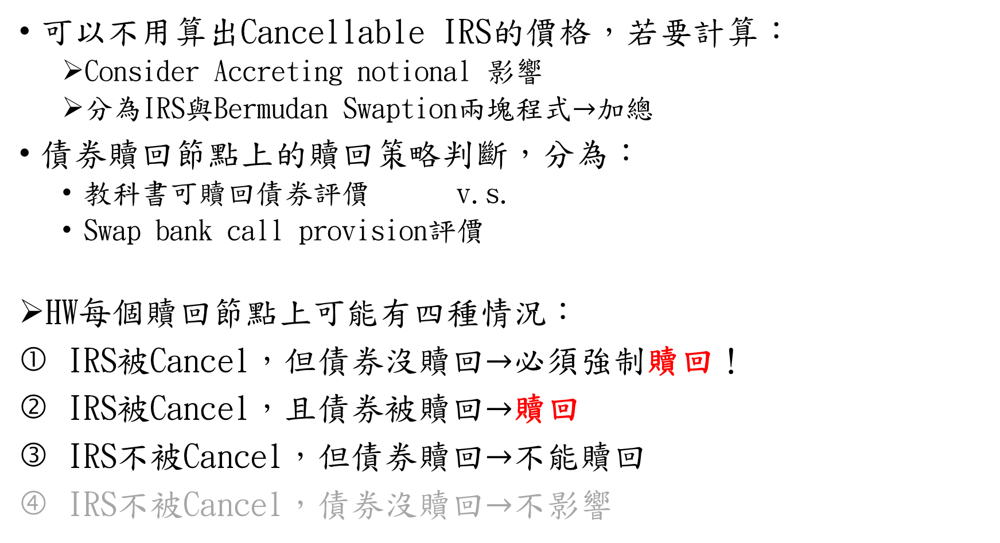 • 可以不用算出Cancellable IRS的價格，若要計算：
➢Consider Accreting notional 影響
➢分為IRS與Bermudan Swaption兩塊程式→加總
• 債券贖回節點上的贖回策略判斷，分為：
• 教科書可贖回債券評價 v.s.
• Swap bank call provision評價
➢HW每個贖回節點上可能有四種情況：
① IRS被Cancel，但債券沒贖回→必須強制贖回！
② IRS被Cancel，且債券被贖回→贖回
③ IRS不被Cancel，但債券贖回→不能贖回
④ IRS不被Cancel，債券沒贖回→不影響